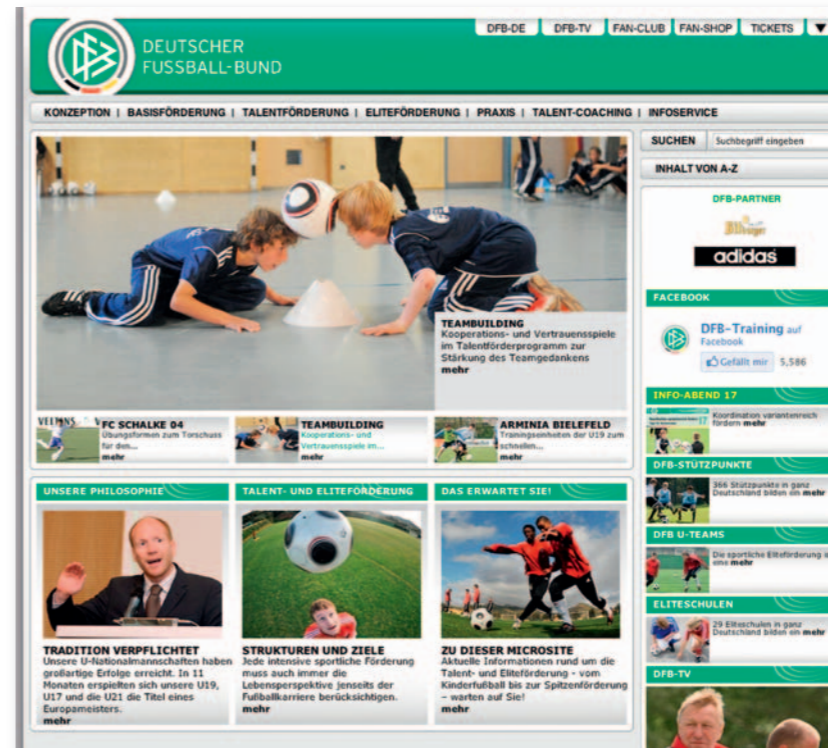 DFB-DE DFB-TV FAN-CLUB FAN-SHOP TICKETS
DFB
DEUTSCHER
FUSSBALL-BUND
KONZEPTION | BASISFÖRDERUNG | TALENTFÖRDERUNG | ELITEFÖRDERUNG | PRAXIS | TALENT-COACHING | INFOSERVICE
SUCHEN Suchbegriff eingeben
INHALT VON A-Z
TEAMBUILDING
Kooperations- und Vertrauensspiele
im Talentförderprogramm zur
Stärkung des Teamgedankens
mehr
FC SCHALKE 04
Übungsformen zum Torschuss
für den...
mehr
TEAMBUILDING
Kooperations- und
Vertrauensspiele im...
mehr
ARMINIA BIELEFELD
Trainingseinheiten der U19 zum
schnellen...
mehr
UNSERE PHILOSOPHIE
TRADITION VERPFLICHTET
Unsere U-Nationalmannschaften haben
großartige Erfolge erreicht. In 11
Monaten erspielten sich unsere U19,
U17 und die U21 die Titel eines
Europameisters.
mehr
TALENT- UND ELITEFÖRDERUNG
STRUKTUREN UND ZIELE
Jede intensive sportliche Förderung
muss auch immer die
Lebensperspektive jenseits der
Fußballkarriere berücksichtigen.
mehr
DAS ERWARTET SIE!
ZU DIESER MICROSITE
Aktuelle Informationen rund um die
Talent- und Eliteförderung - vom
Kinderfußball bis zur Spitzenförderung
- warten auf Sie!
mehr
DFB-PARTNER
Bitburger
adidas
FACEBOOK
DFB-Training auf
Facebook
Gefällt mir 5,586
INFO-ABEND 17
Koordination variantenreich
fördern mehr
DFB-STÜTZPUNKTE
366 Stützpunkte in ganz
Deutschland bilden ein mehr
DFB U-TEAMS
Die sportliche Eliteförderung
eine mehr
ELITESCHULEN
29 Eliteschulen in ganz
Deutschland bilden ein mehr
DFB-TV